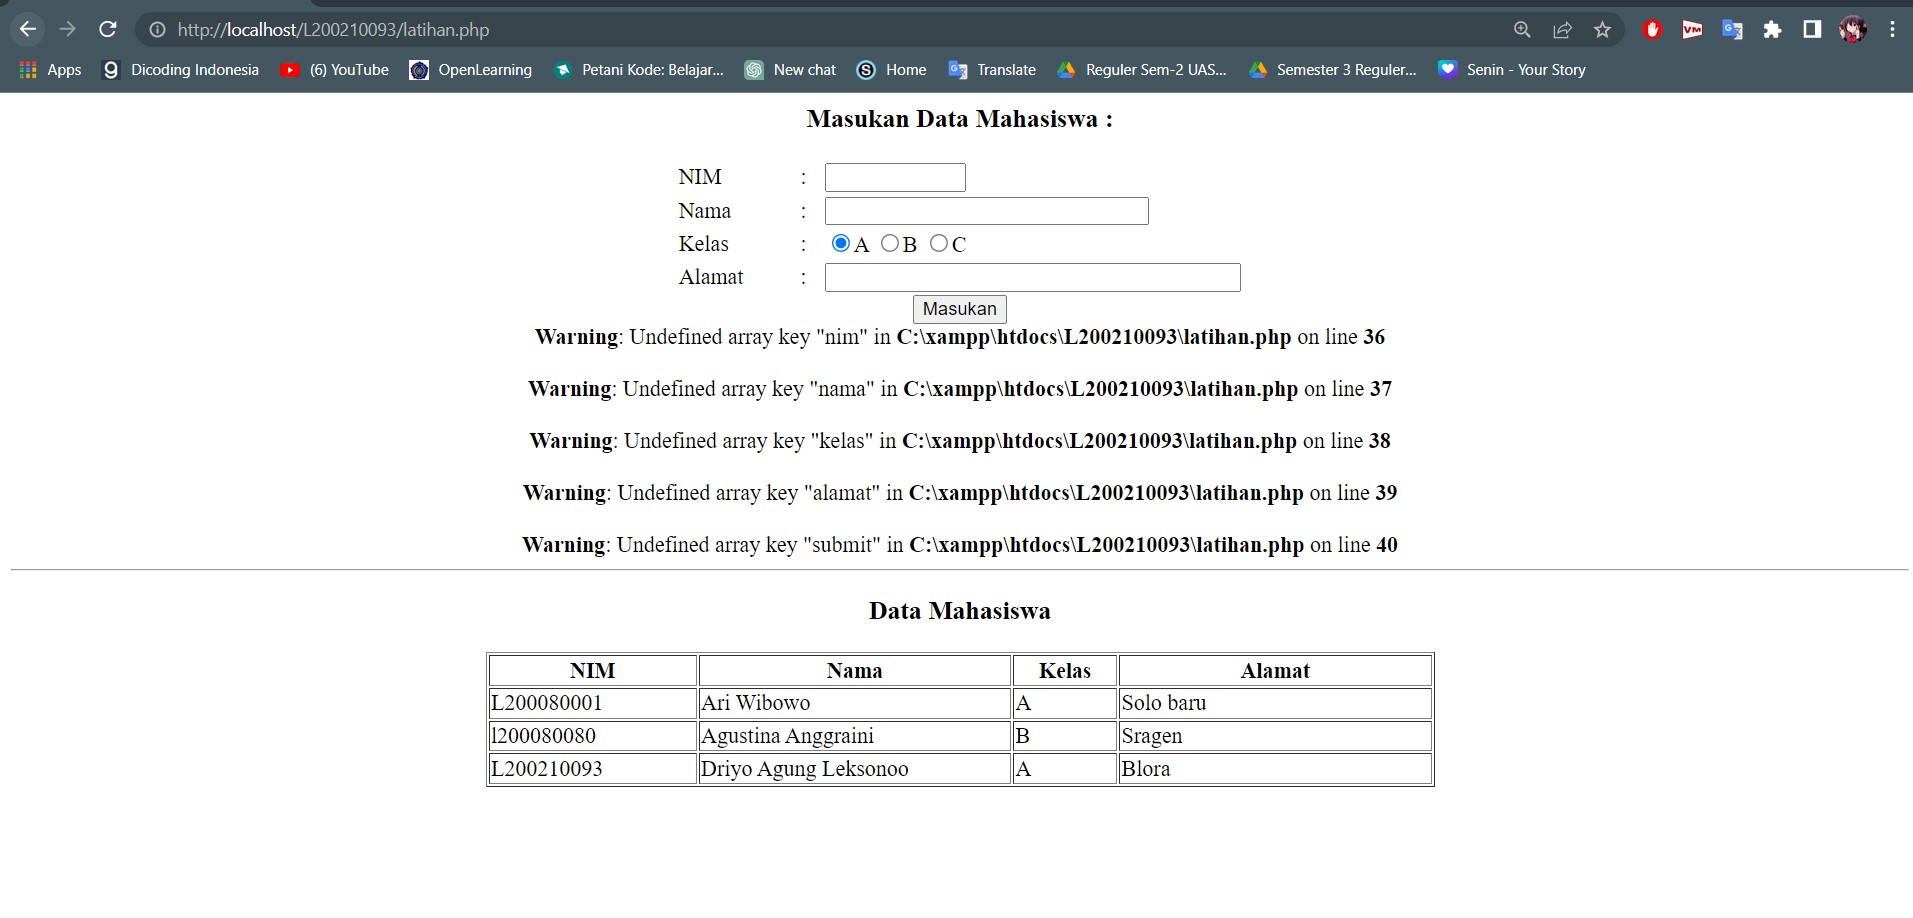 http://localhost/L200210093/latihan.php
VM
Apps Dicoding Indonesia (6) YouTube OpenLearning Petani Kode: Belajar... New chat Home Translate Reguler Sem-2 UAS... Semester 3 Reguler... Senin - Your Story
Masukan Data Mahasiswa :
NIM :
Nama :
Kelas : A B C
Alamat :
Masukan
Warning: Undefined array key "nim" in C:\xampp\htdocs\L200210093\latihan.php on line 36
Warning: Undefined array key "nama" in C:\xampp\htdocs\L200210093\latihan.php on line 37
Warning: Undefined array key "kelas" in C:\xampp\htdocs\L200210093\latihan.php on line 38
Warning: Undefined array key "alamat" in C:\xampp\htdocs\L200210093\latihan.php on line 39
Warning: Undefined array key "submit" in C:\xampp\htdocs\L200210093\latihan.php on line 40
Data Mahasiswa
NIM Nama Kelas Alamat
L200080001 Ari Wibowo A Solo baru
l200080080 Agustina Anggraini B Sragen
L200210093 Driyo Agung Leksonoo A Blora